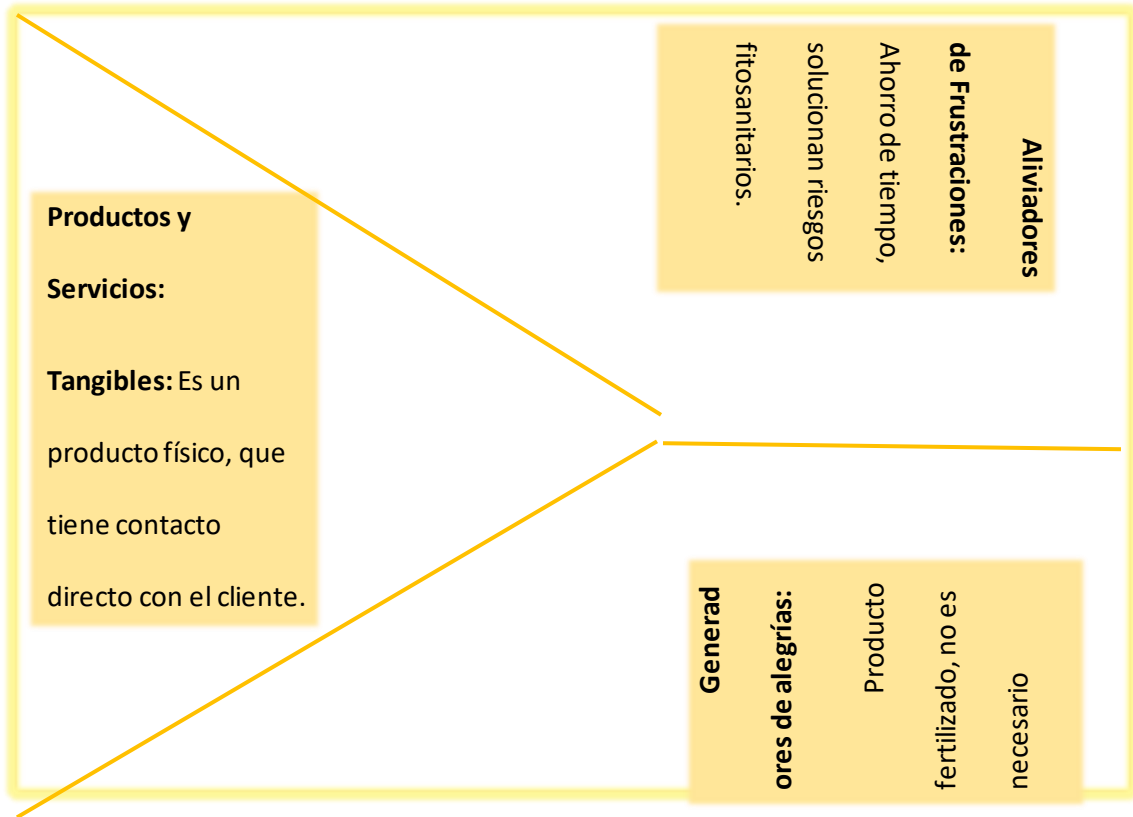 Productos y
Servicios:
Tangibles: Es un
producto físico, que
tiene contacto
directo con el cliente.
Aliviadores
de Frustraciones:
Ahorro de tiempo,
solucionan riesgos
fitosanitarios.
Generad
ores de alegrías:
Producto
fertilizado, no es
necesario